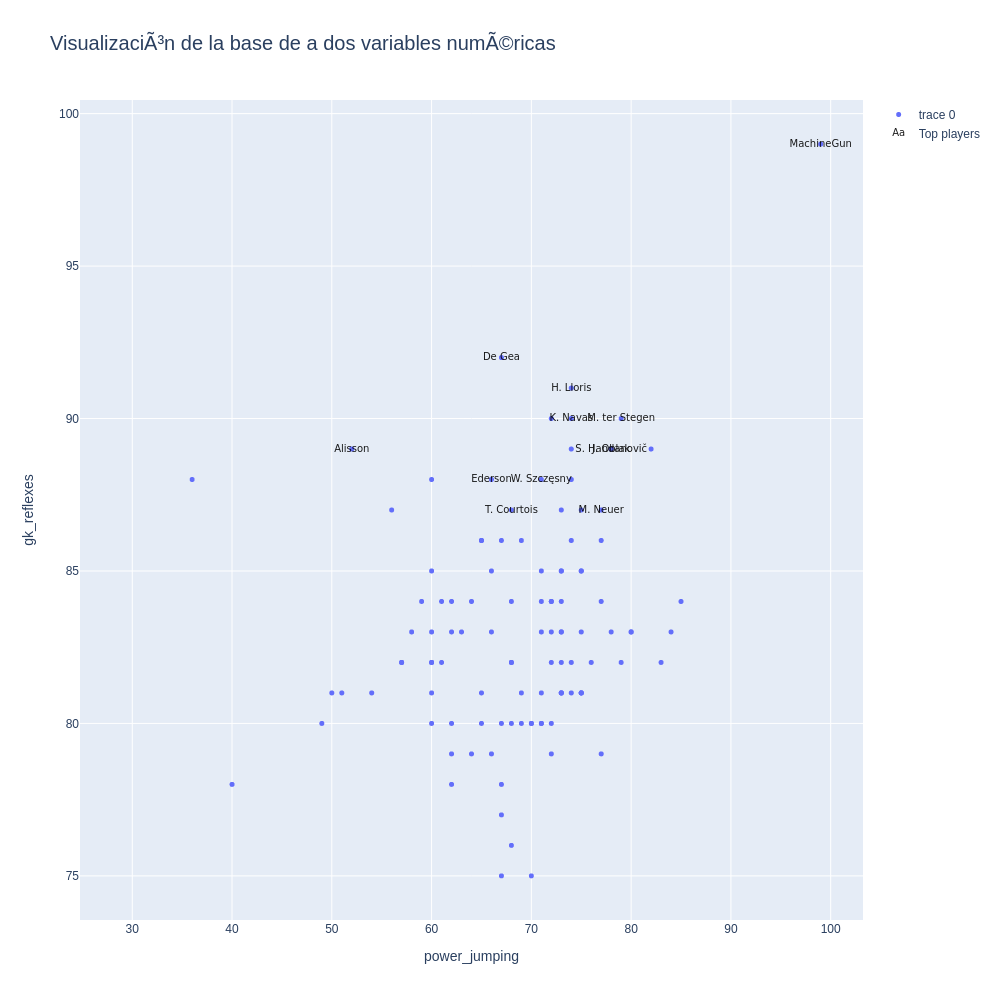 VisualizaciÃ³n de la base de a dos variables numÃ©ricas
trace 0
Aa Top players
100
95
90
85
80
75
gk_reflexes
MachineGun
De Gea
H. Lloris
K. Navas
M. ter Stegen
Alisson
S. Handanovič
J. Oblak
Ederson
W. Szczęsny
T. Courtois
M. Neuer
30 40 50 60 70 80 90 100
power_jumping